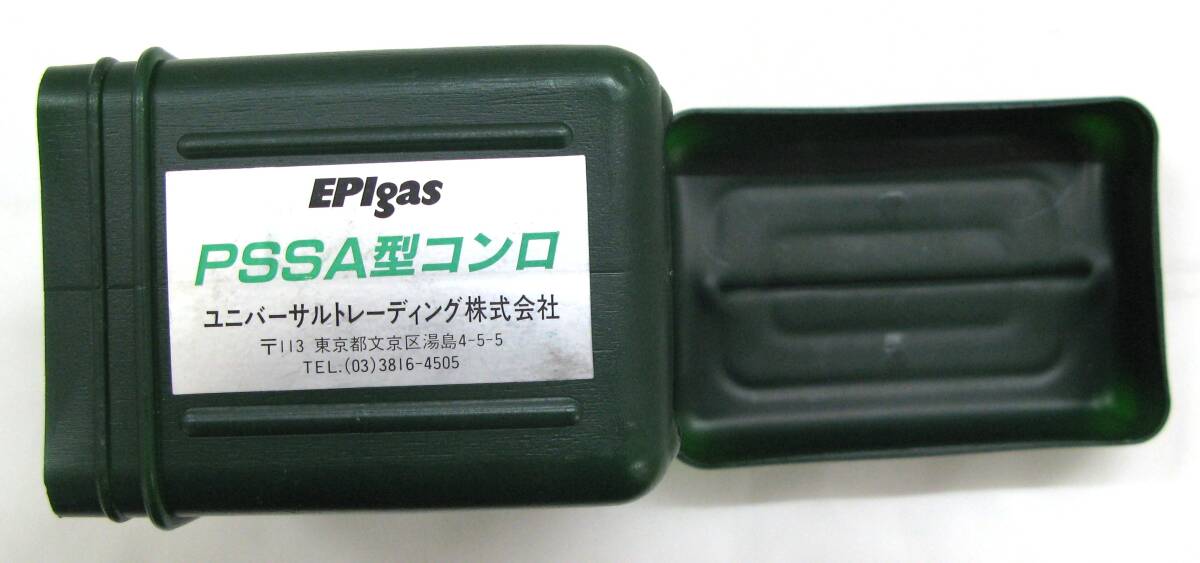 EPIgas
PSSA型コンロ
ユニバーサルトレーディング株式会社
〒113 東京都文京区湯島4-5-5
TEL.(03)3816-4505